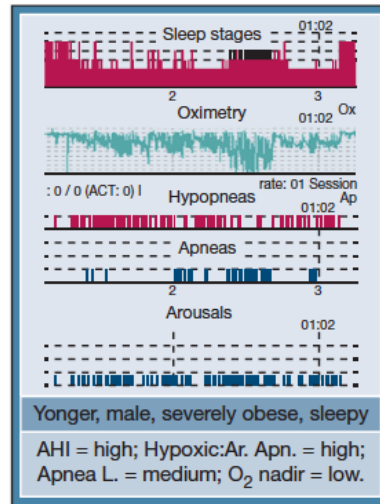 Sleep stages
01:02
2 3
Oximetry
Ox
01:02
: 0 / 0 (ACT: 0) I rate: 01 Session
Hypopneas Ap
01:02
Apneas
2 3
Arousals
01:02
Yonger, male, severely obese, sleepy
AHI = high; Hypoxic:Ar. Apn. = high;
Apnea L. = medium; O₂ nadir = low.